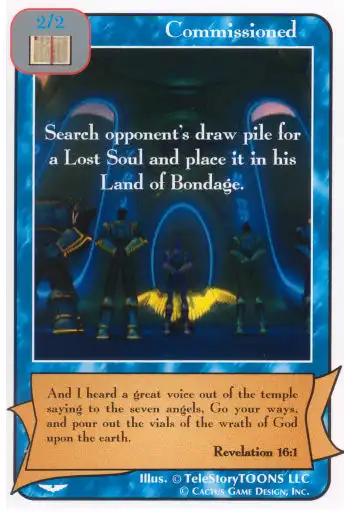 2/2
Commissioned
Search opponent's draw pile for
a Lost Soul and place it in his
Land of Bondage.
And I heard a great voice out of the temple
saying to the seven angels, Go your ways,
and pour out the vials of the wrath of God
upon the earth.
Revelation 16:1
Illus. © TeleStoryTOONS LLC
© Cactus Game Design, Inc.